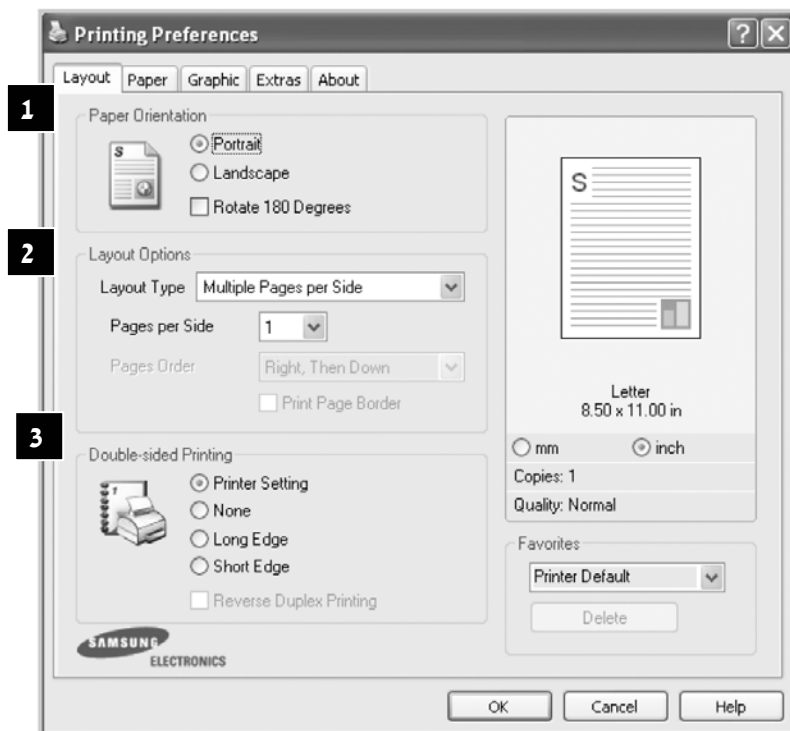 Printing Preferences
Layout Paper Graphic Extras About
1
Paper Orientation
S
Portrait
Landscape
Rotate 180 Degrees
2
Layout Options
Layout Type Multiple Pages per Side
Pages per Side 1
Pages Order Right, Then Down
Print Page Border
3
Double-sided Printing
1
Printer Setting
None
Long Edge
Short Edge
Reverse Duplex Printing
SAMSUNG
ELECTRONICS
S
Letter
8.50 x 11.00 in
mm inch
Copies: 1
Quality: Normal
Favorites
Printer Default
Delete
OK Cancel Help